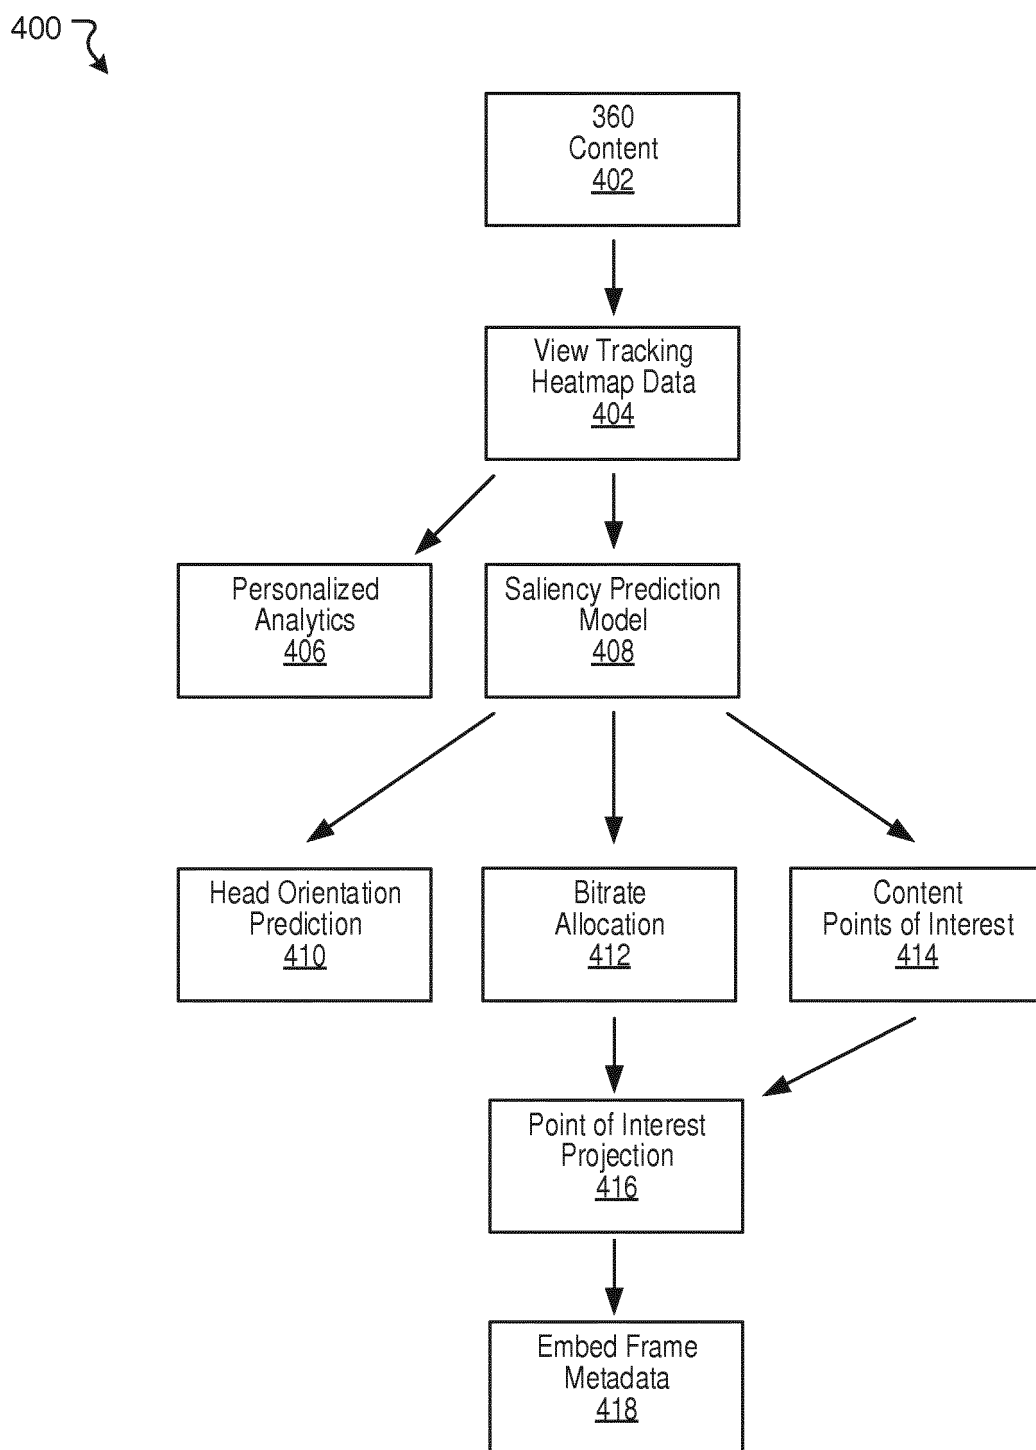 400
360
Content
402
View Tracking
Heatmap Data
404
Personalized
Analytics
406
Saliency Prediction
Model
408
Head Orientation
Prediction
410
Bitrate
Allocation
412
Content
Points of Interest
414
Point of Interest
Projection
416
Embed Frame
Metadata
418